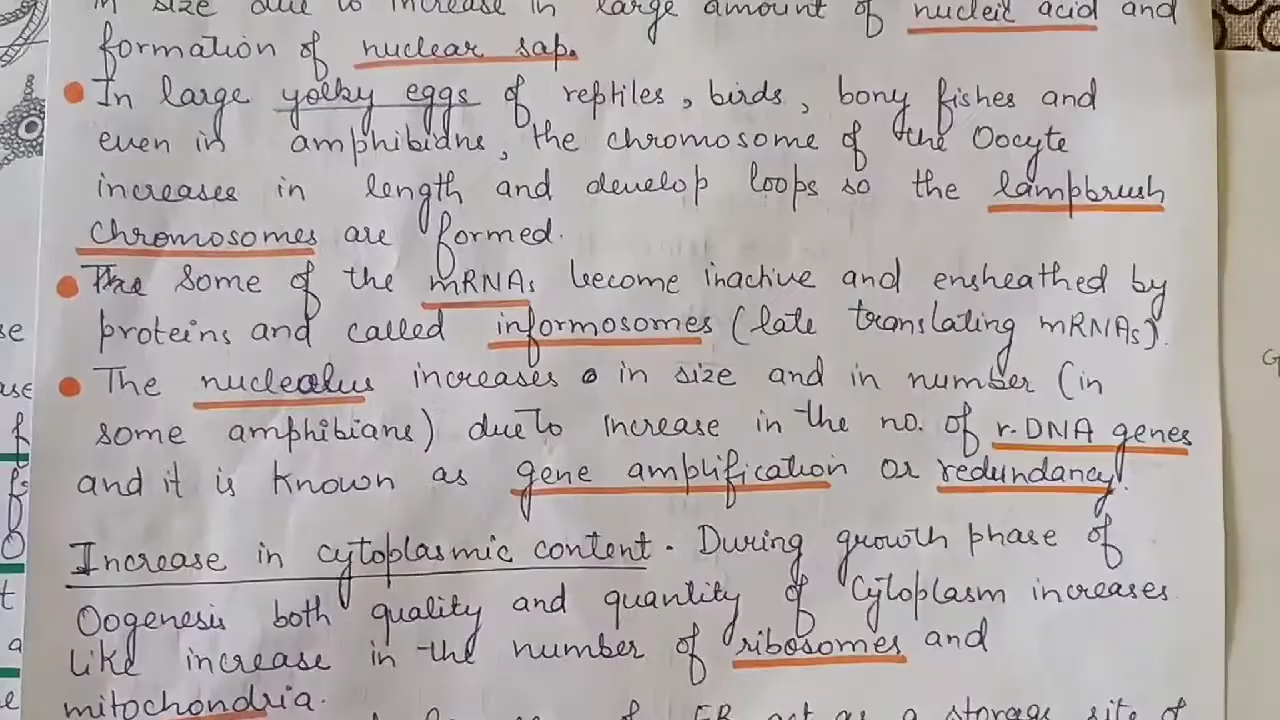 in size due to increase in large amount of nucleic acid and
formation of nuclear sap.
In large yolky eggs of reptiles, birds, bony fishes and
even in amphibians, the chromosome of the Oocyte
increases in length and develop loops so the lampbrush
chromosomes are formed.
Some of the mRNAs become inactive and ensheathed by
proteins and called informosomes (late translating mRNAs).
The nucleolus increases in size and in number (in
some amphibians) due to increase in the no. of r.DNA genes
and it is known as gene amplification or redundancy.
Increase in cytoplasmic content. During growth phase of
Oogenesis both quality and quantity of Cytoplasm increases
like increase in the number of ribosomes and
mitochondria.
ER act as a storage site of